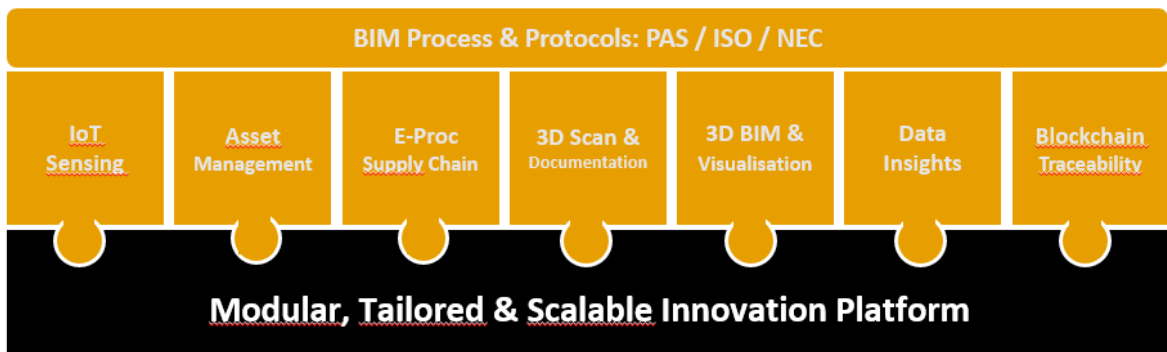 BIM Process & Protocols: PAS / ISO / NEC
IoT
Sensing
Asset
Management
E-Proc
Supply Chain
3D Scan &
Documentation
3D BIM &
Visualisation
Data
Insights
Blockchain
Traceability
Modular, Tailored & Scalable Innovation Platform